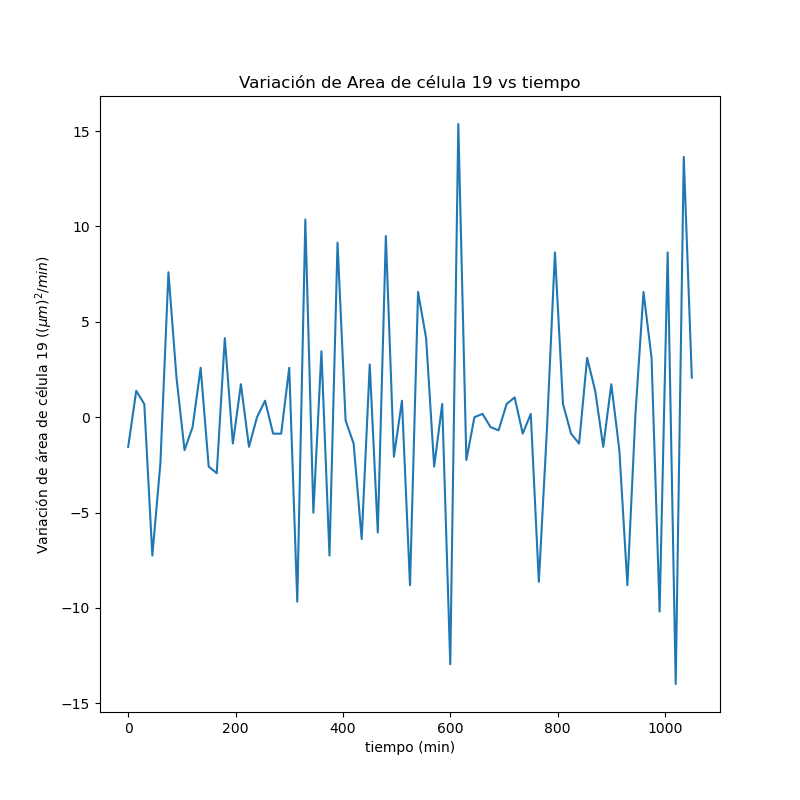 Variación de Area de célula 19 vs tiempo
Variación de area de célula 19 ((μm)²/min)
15
10
5
0
−5
−10
−15
0 200 400 600 800 1000
tiempo (min)